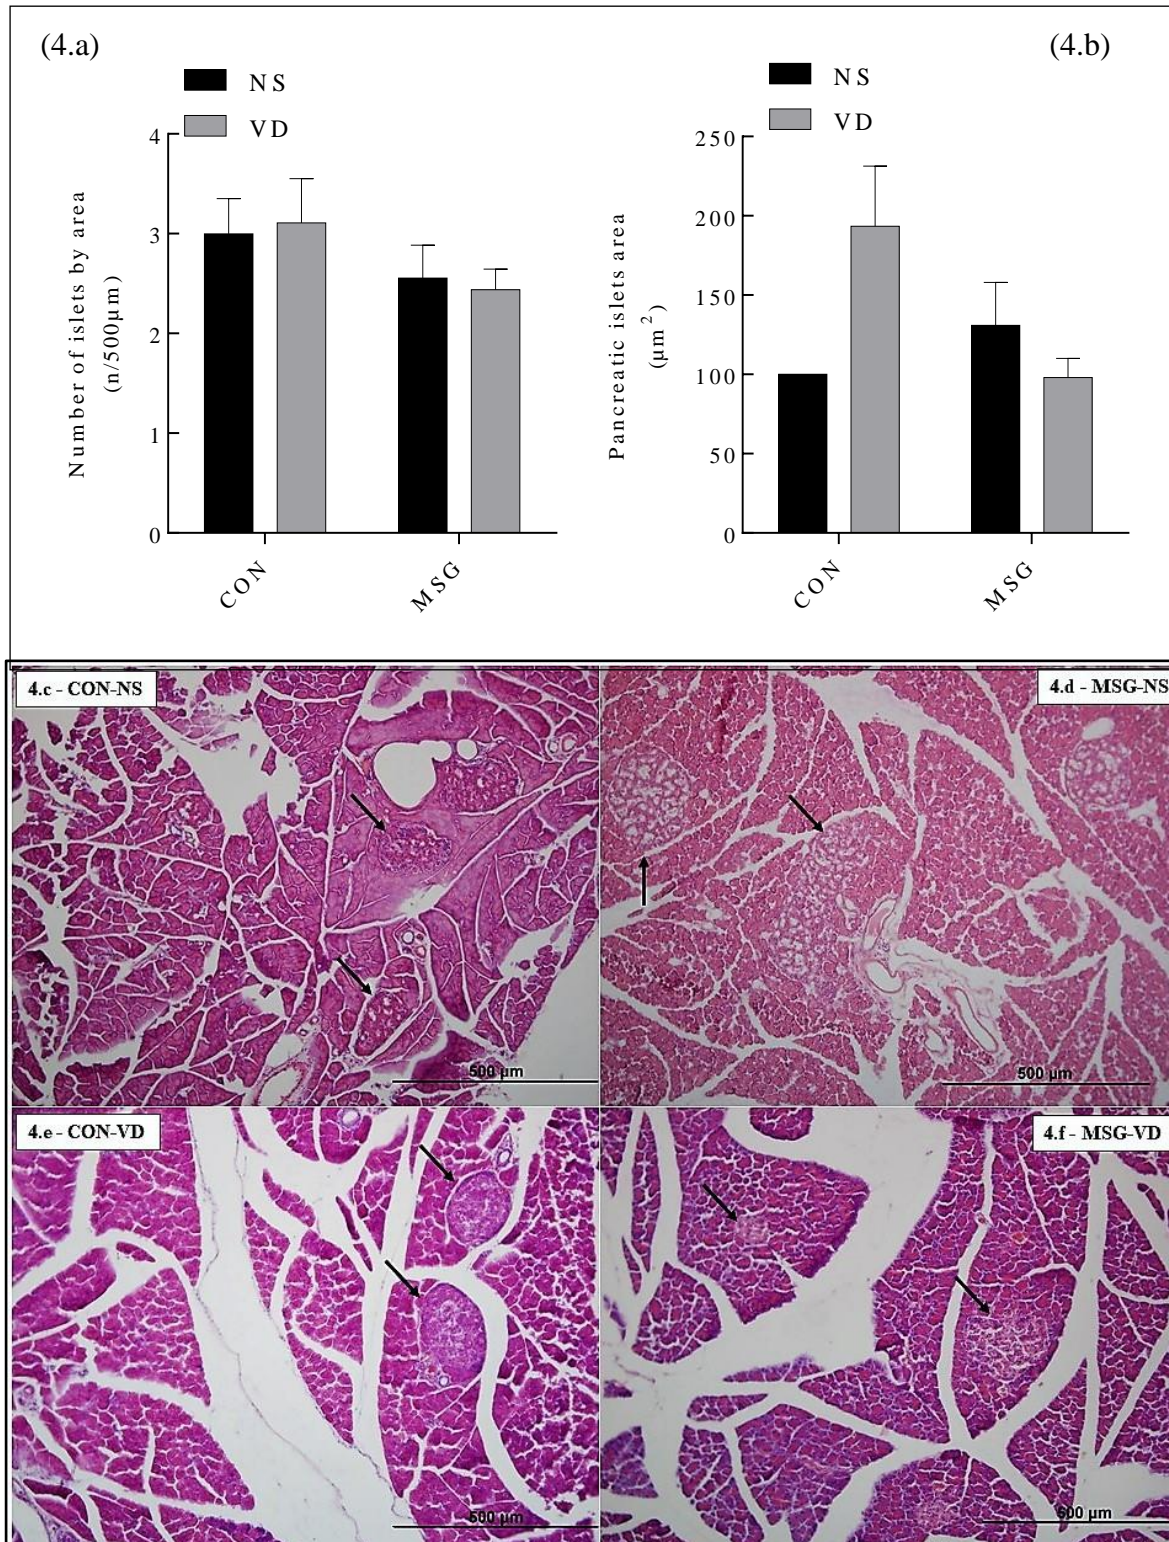 (4.a)
NS
VD
Number of islets by area
(n/500µm)
4
3
2
1
0
CON
MSG
(4.b)
NS
VD
Pancreatic islets area
(µm²)
250
200
150
100
50
0
CON
MSG
4.c - CON-NS
500 µm
4.d - MSG-NS
500 µm
4.e - CON-VD
500 µm
4.f - MSG-VD
500 µm